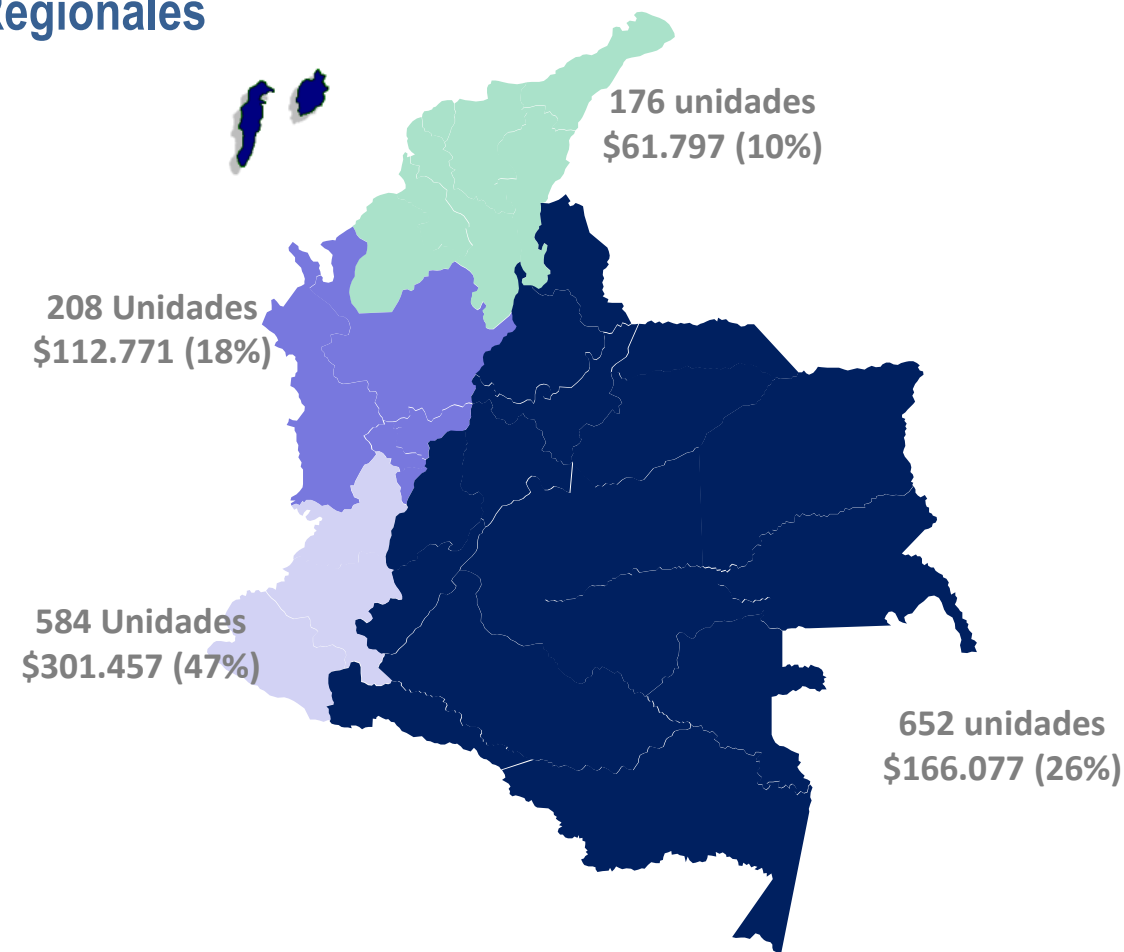 Regionales
176 unidades
$61.797 (10%)
208 Unidades
$112.771 (18%)
584 Unidades
$301.457 (47%)
652 unidades
$166.077 (26%)